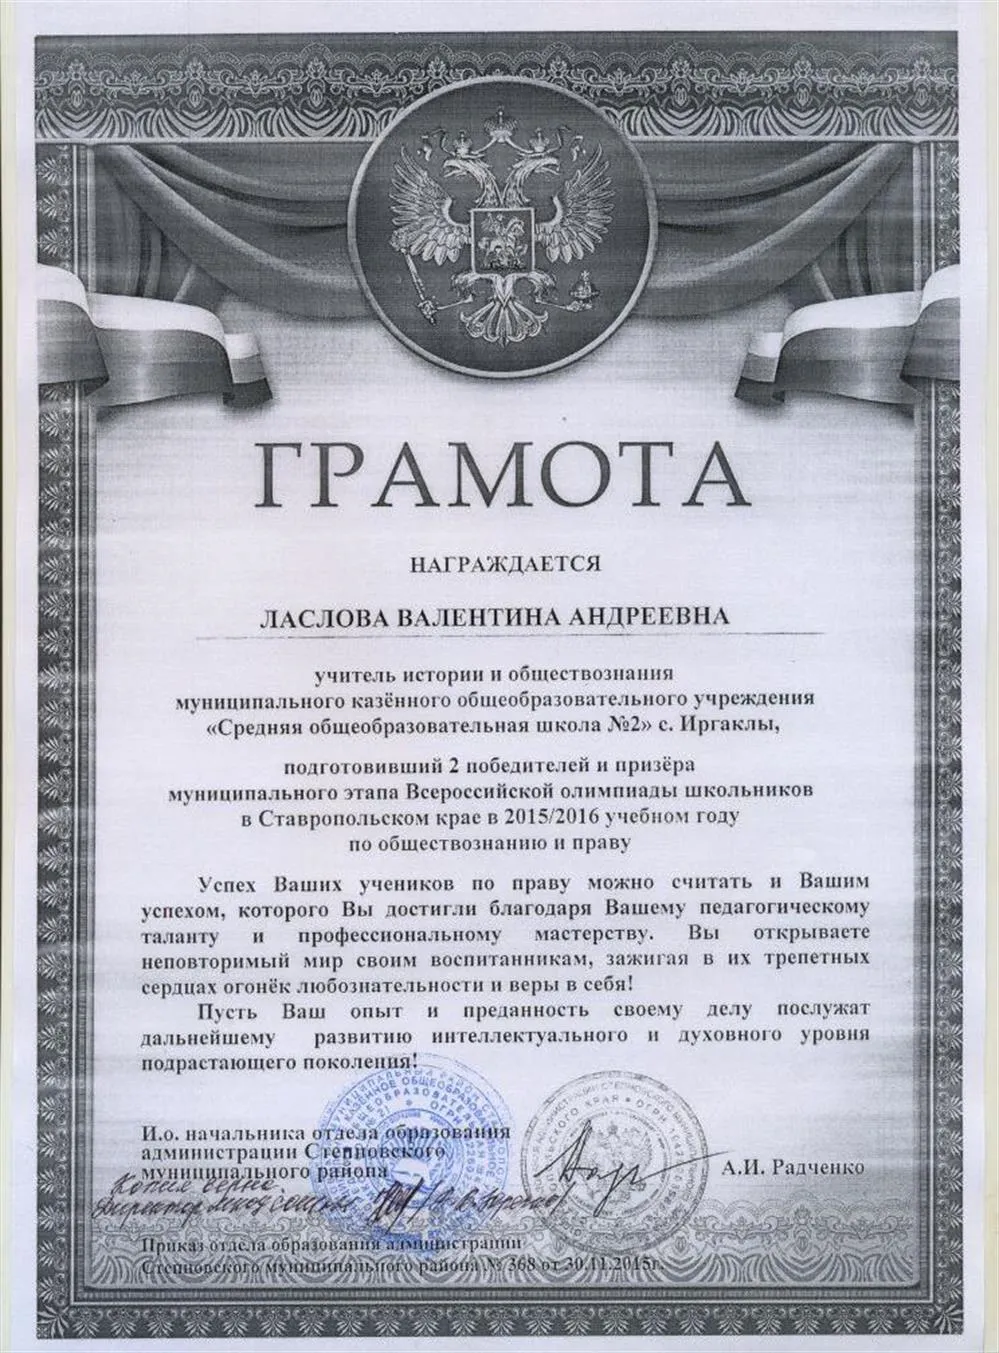 ГРАМОТА
НАГРАЖДАЕТСЯ
ЛАСЛОВА ВАЛЕНТИНА АНДРЕЕВНА
учитель истории и обществознания
муниципального казённого общеобразовательного учреждения
«Средняя общеобразовательная школа №2» с. Иргаклы,
подготовивший 2 победителей и призёра
муниципального этапа Всероссийской олимпиады школьников
в Ставропольском крае в 2015/2016 учебном году
по обществознанию и праву
Успех Ваших учеников по праву можно считать и Вашим
успехом, которого Вы достигли благодаря Вашему педагогическому
таланту и профессиональному мастерству. Вы открываете
неповторимый мир своим воспитанникам, зажигая в их трепетных
сердцах огонёк любознательности и веры в себя!
Пусть Ваш опыт и преданность своему делу послужат
дальнейшему развитию интеллектуального и духовного уровня
подрастающего поколения!
И.о. начальника отдела образования
администрации Степновского
муниципального района
А.И. Радченко
Копия верна.
Директор
Приказ отдела образования администрации
Степновского муниципального района № 368 от 30.11.2015г.